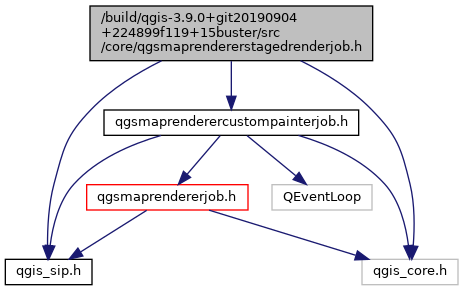 /build/qgis-3.9.0+git20190904
+224899f119+15buster/src
/core/qgsmaprendererstagedrenderjob.h
qgsmaprenderercustompainterjob.h
qgsmaprendererjob.h
QEventLoop
qgis_sip.h
qgis_core.h